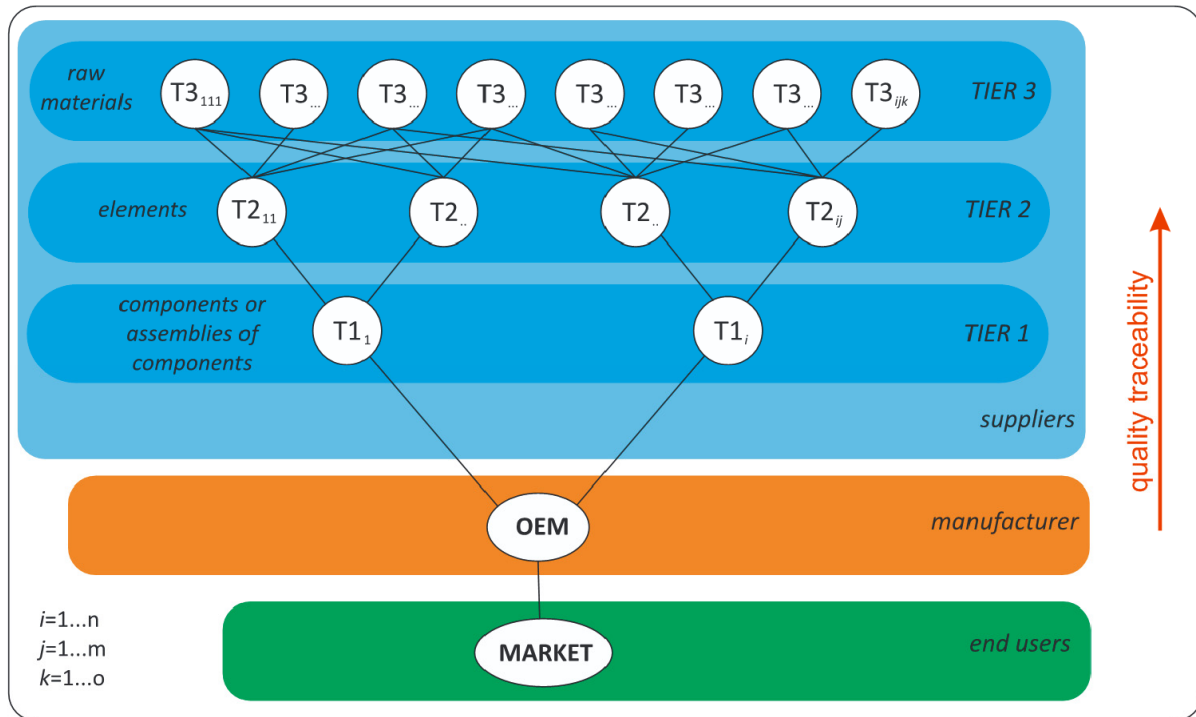 raw
materials
T3111
T3...
T3...
T3...
T3...
T3...
T3...
T3ijk
TIER 3
elements
T211
T2..
T2..
T2ij
TIER 2
components or
assemblies of
components
T11
T1i
TIER 1
suppliers
quality traceability
OEM
manufacturer
i=1...n
j=1...m
k=1...o
MARKET
end users